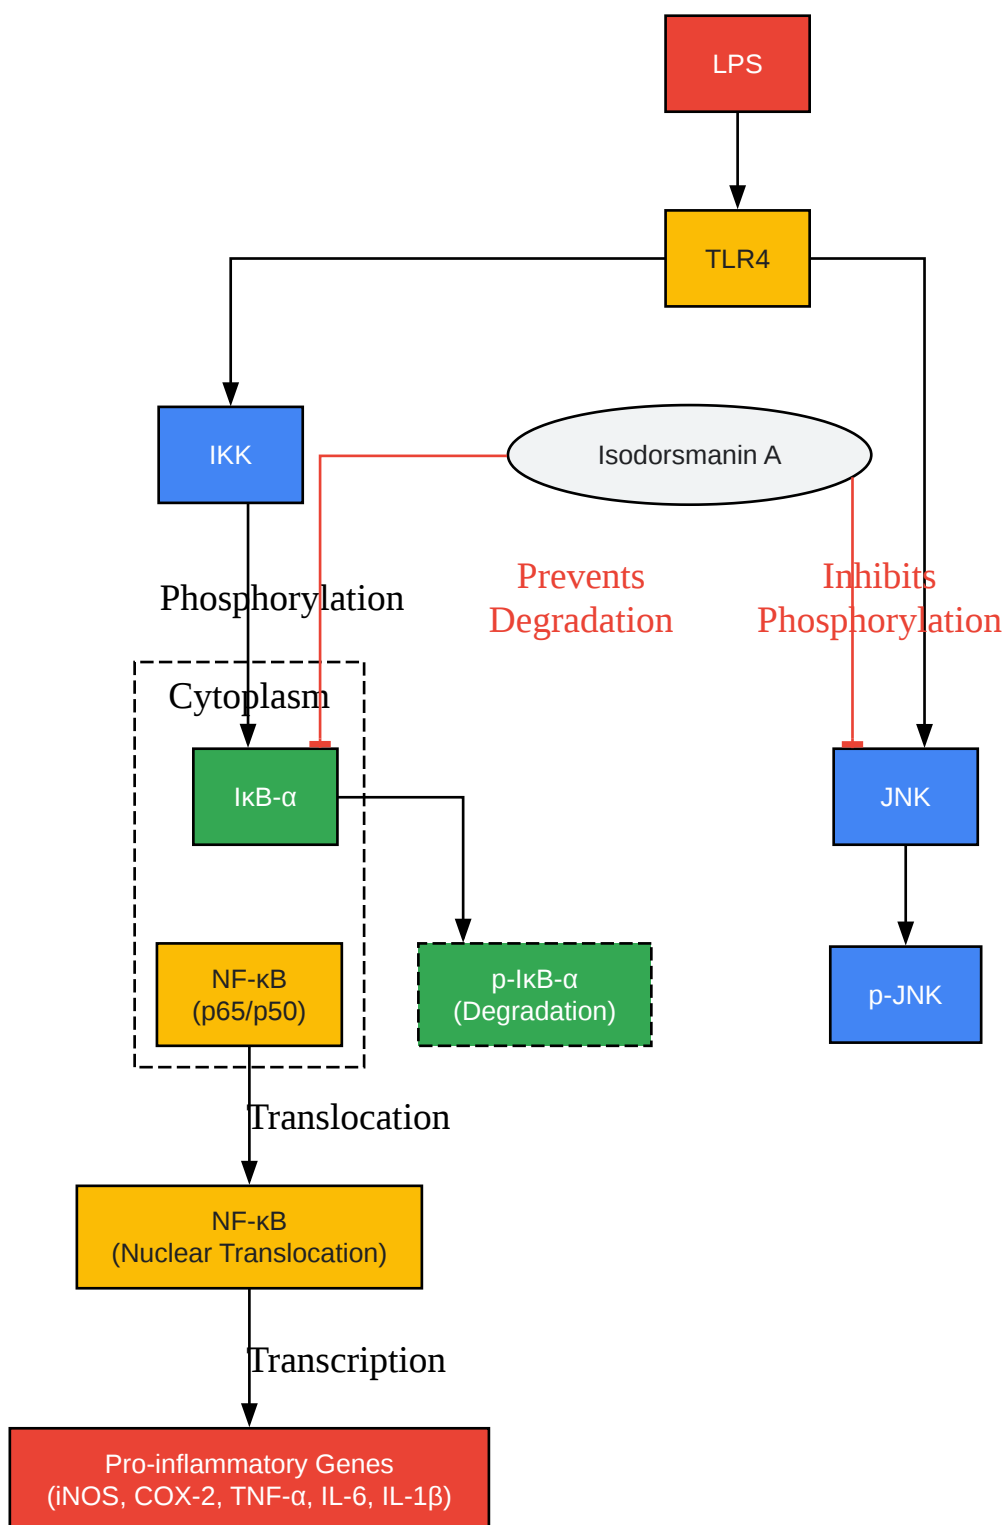 LPS
TLR4
IKK
Isodorsmanin A
Prevents
Degradation
Inhibits
Phosphorylation
Phosphorylation
Cytoplasm
IκB-α
JNK
NF-κB
(p65/p50)
p-IκB-α
(Degradation)
p-JNK
Translocation
NF-κB
(Nuclear Translocation)
Transcription
Pro-inflammatory Genes
(iNOS, COX-2, TNF-α, IL-6, IL-1β)